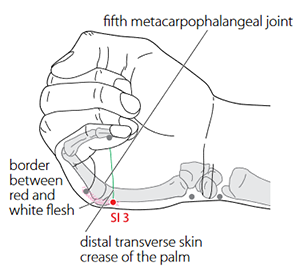 fifth metacarpophalangeal joint
border
between
red and
white flesh
SI 3
distal transverse skin
crease of the palm